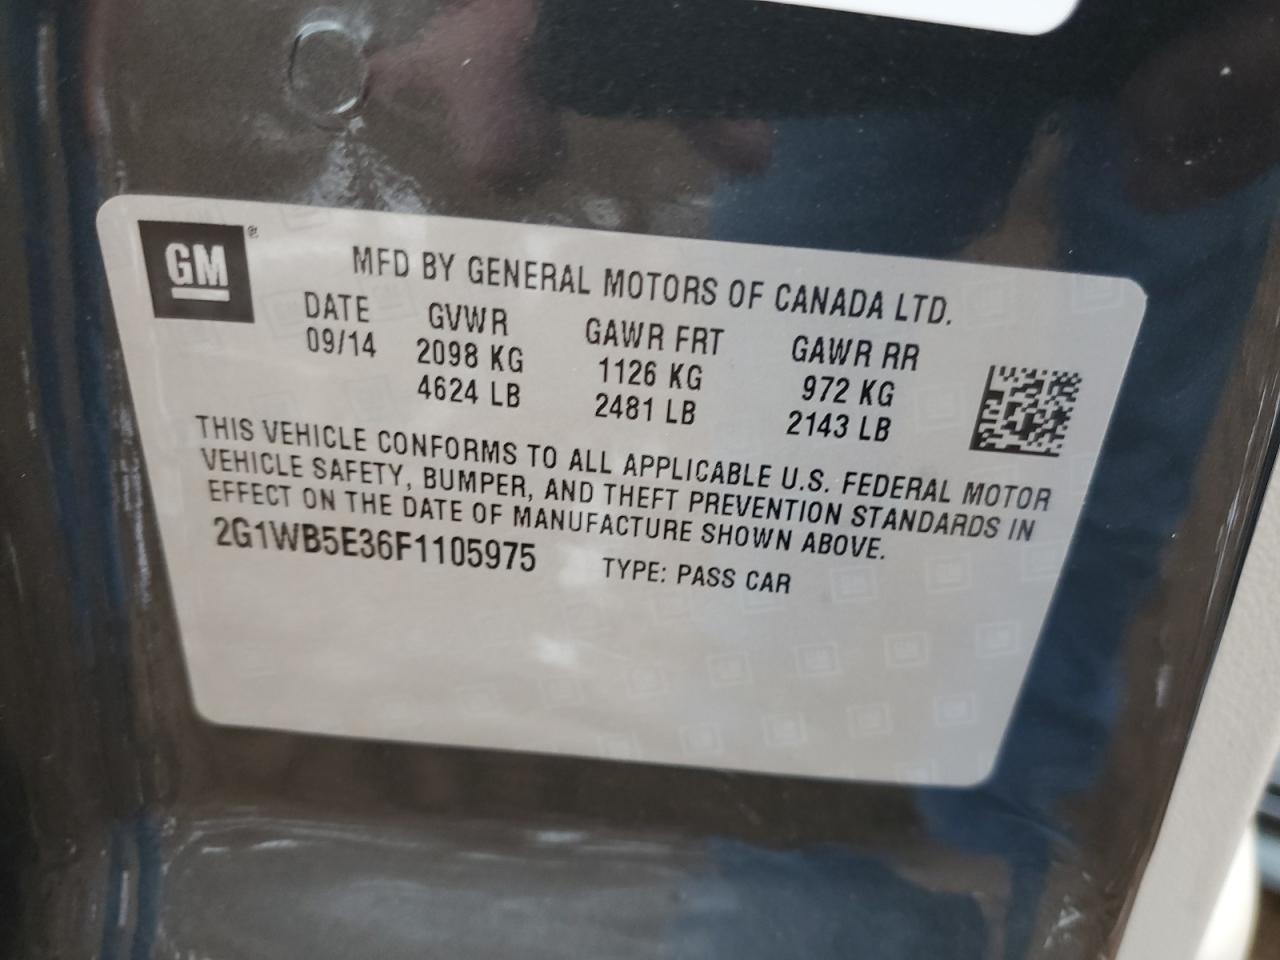 GM®
MFD BY GENERAL MOTORS OF CANADA LTD.
DATE GVWR GAWR FRT GAWR RR
09/14 2098 KG 1126 KG 972 KG
4624 LB 2481 LB 2143 LB
THIS VEHICLE CONFORMS TO ALL APPLICABLE U.S. FEDERAL MOTOR
VEHICLE SAFETY, BUMPER, AND THEFT PREVENTION STANDARDS IN
EFFECT ON THE DATE OF MANUFACTURE SHOWN ABOVE.
2G1WB5E36F1105975 TYPE: PASS CAR